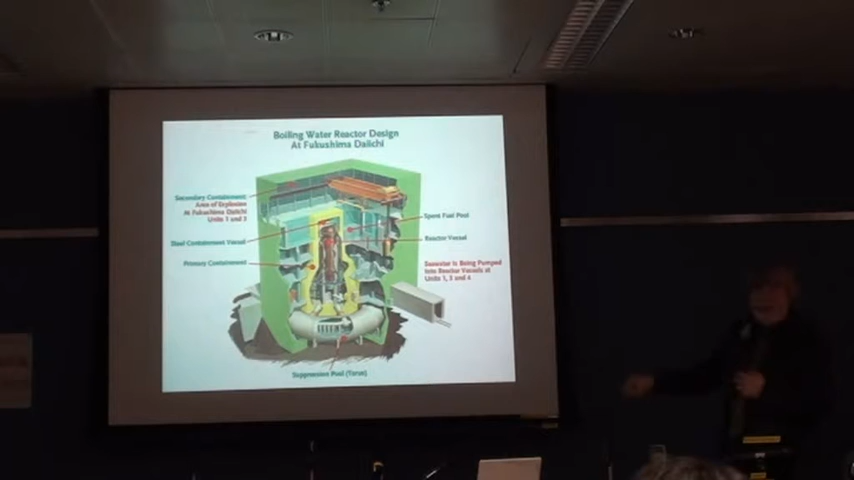 Boiling Water Reactor Design
At Fukushima Daiichi
Secondary Containment:
Area of Explosion
At Fukushima Daiichi
Units 1 and 3
Steel Containment Vessel
Primary Containment
Spent Fuel Pool
Reactor Vessel
Seawater is Being Pumped
Into Reactor Vessels at
Units 1, 3 and 4
Suppression Pool (Torus)